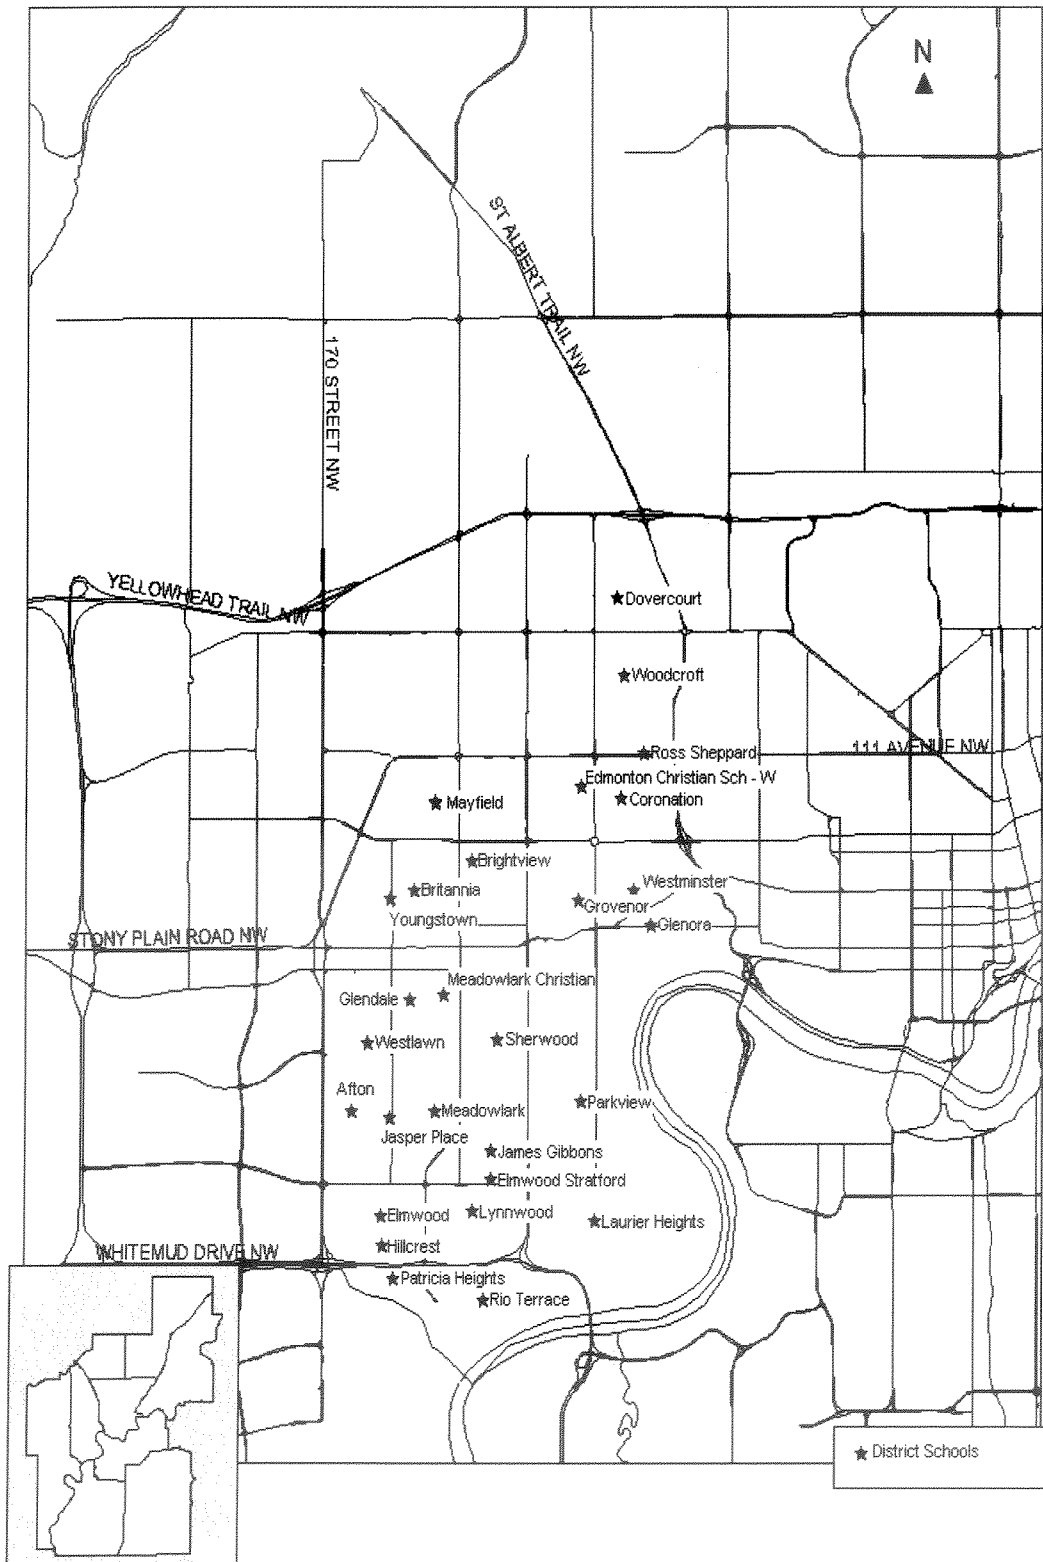 N
ST ALBERT TRAIL NW
170 STREET NW
YELLOWHEAD TRAIL NW
Dovercourt
Woodcroft
Ross Sheppard
111 AVENUE NW
Edmonton Christian Sch - W
Mayfield
Coronation
Brightview
Britannia
Westminster
Youngstown
Grovenor
Glenora
STONY PLAIN ROAD NW
Meadowlark Christian
Glendale
Westlawn
Sherwood
Afton
Meadowlark
Parkview
Jasper Place
James Gibbons
Elmwood Stratford
Elmwood
Lynnwood
Laurier Heights
Hillcrest
WHITEMUD DRIVE NW
Patricia Heights
Rio Terrace
District Schools